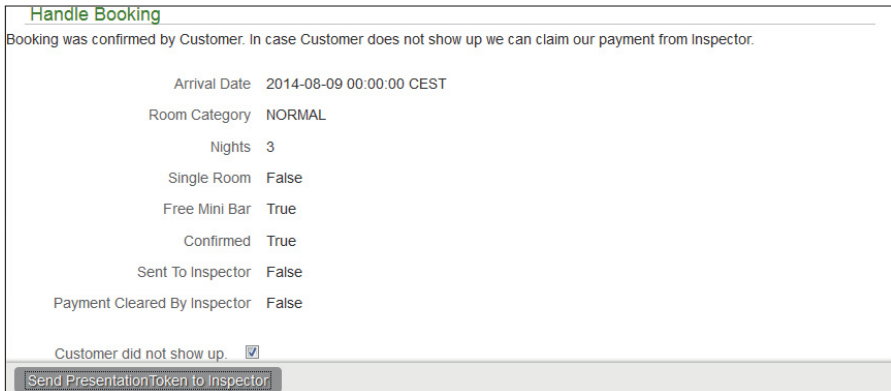 Handle Booking
Booking was confirmed by Customer. In case Customer does not show up we can claim our payment from Inspector.
Arrival Date 2014-08-09 00:00:00 CEST
Room Category NORMAL
Nights 3
Single Room False
Free Mini Bar True
Confirmed True
Sent To Inspector False
Payment Cleared By Inspector False
Customer did not show up.
Send PresentationToken to Inspector